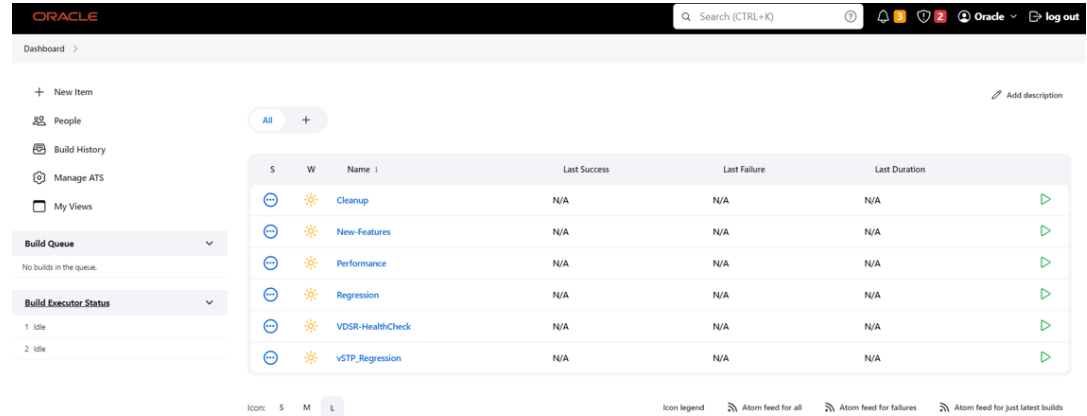 ORACLE
Search (CTRL+K)
3
2
Oracle
log out
Dashboard
New Item
People
Build History
Manage ATS
My Views
Build Queue
No builds in the queue.
Build Executor Status
1 Idle
2 Idle
Add description
All +
S W Name ↓ Last Success Last Failure Last Duration
Cleanup N/A N/A N/A
New-Features N/A N/A N/A
Performance N/A N/A N/A
Regression N/A N/A N/A
VDSR-HealthCheck N/A N/A N/A
vSTP_Regression N/A N/A N/A
Icon: S M L
Icon legend
Atom feed for all
Atom feed for failures
Atom feed for just latest builds